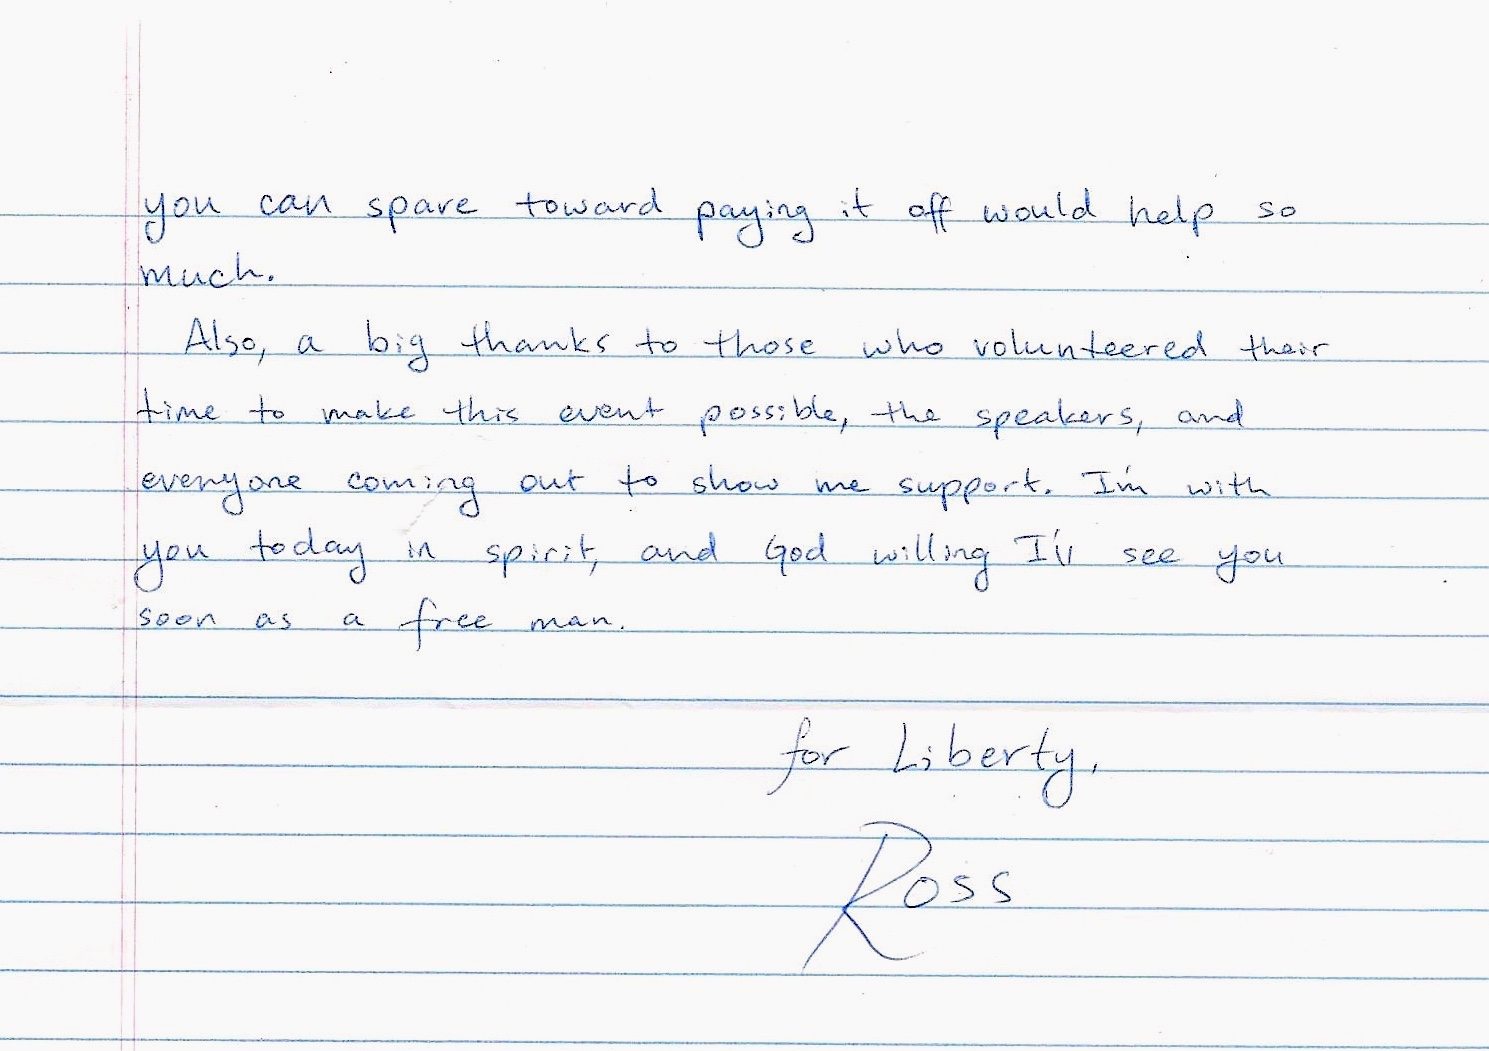 you can spare toward paying it off would help so
much.
Also, a big thanks to those who volunteered their
time to make this event possible, the speakers, and
everyone coming out to show me support. I'm with
you today in spirit, and God willing I'll see you
soon as a free man.
for Liberty,
Ross